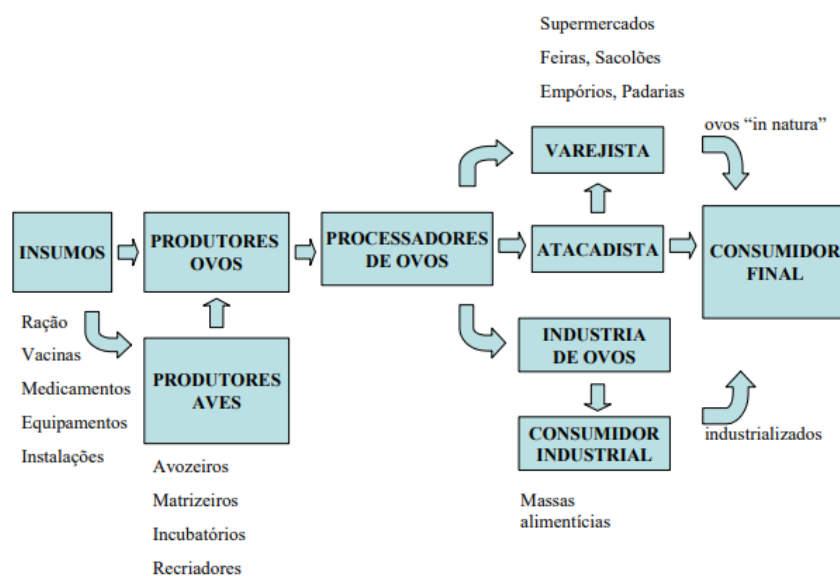 Supermercados
Feiras, Sacolões
Empórios, Padarias
ovos “in natura”
VAREJISTA
INSUMOS
PRODUTORES
OVOS
PROCESSADORES
DE OVOS
ATACADISTA
CONSUMIDOR
FINAL
Ração
Vacinas
Medicamentos
Equipamentos
Instalações
PRODUTORES
AVES
Avozeiros
Matrizeiros
Incubatórios
Recriadores
INDUSTRIA
DE OVOS
CONSUMIDOR
INDUSTRIAL
industrializados
Massas
alimentícias